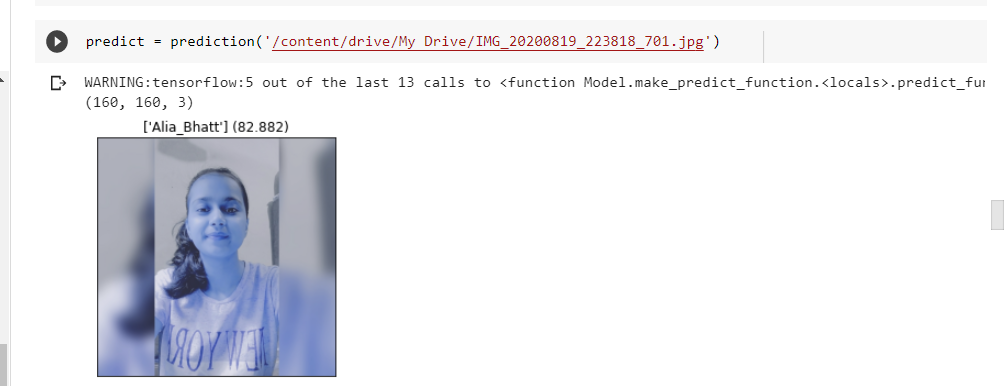 predict = prediction('/content/drive/My Drive/IMG_20200819_223818_701.jpg')
WARNING:tensorflow:5 out of the last 13 calls to <function Model.make_predict_function.<locals>.predict_fu
(160, 160, 3)
['Alia_Bhatt'] (82.882)
NEW YORK